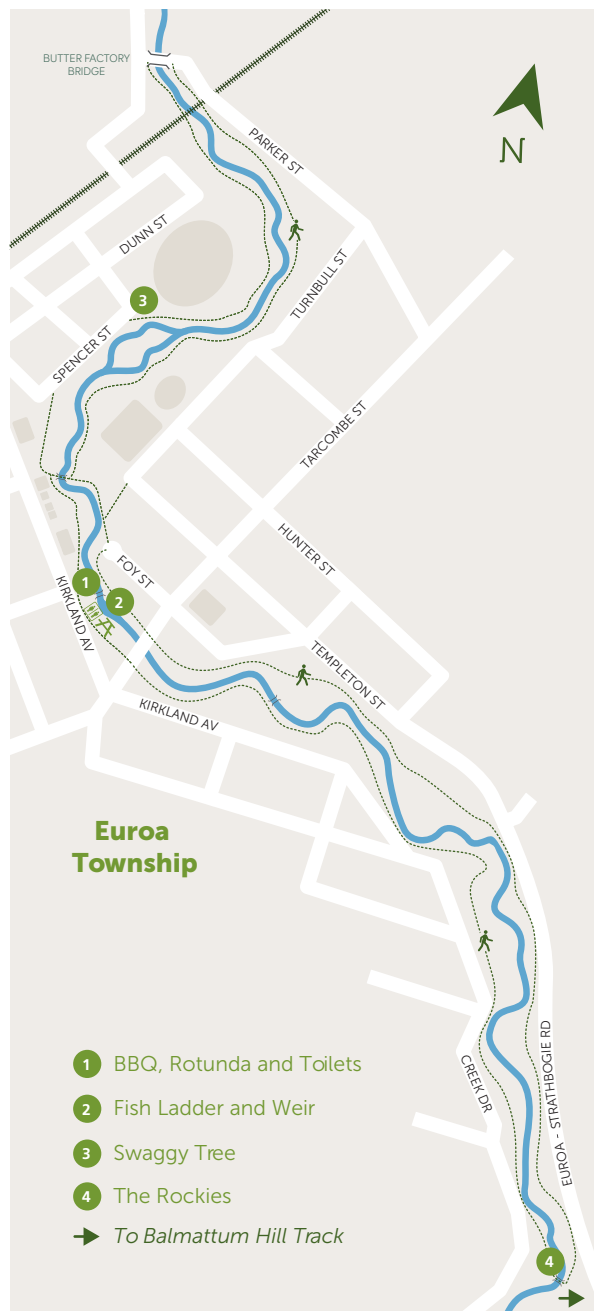 BUTTER FACTORY
BRIDGE
PARKER ST
N
DUNN ST
TURNBULL ST
3
SPENCER ST
TARCOMBE ST
HUNTER ST
FOY ST
1
2
KIRKLAND AV
TEMPLETON ST
KIRKLAND AV
Euroa
Township
EUROA - STRATHBOGIE RD
CREEK DR
1 BBQ, Rotunda and Toilets
2 Fish Ladder and Weir
3 Swaggy Tree
4 The Rockies
To Balmattum Hill Track
4